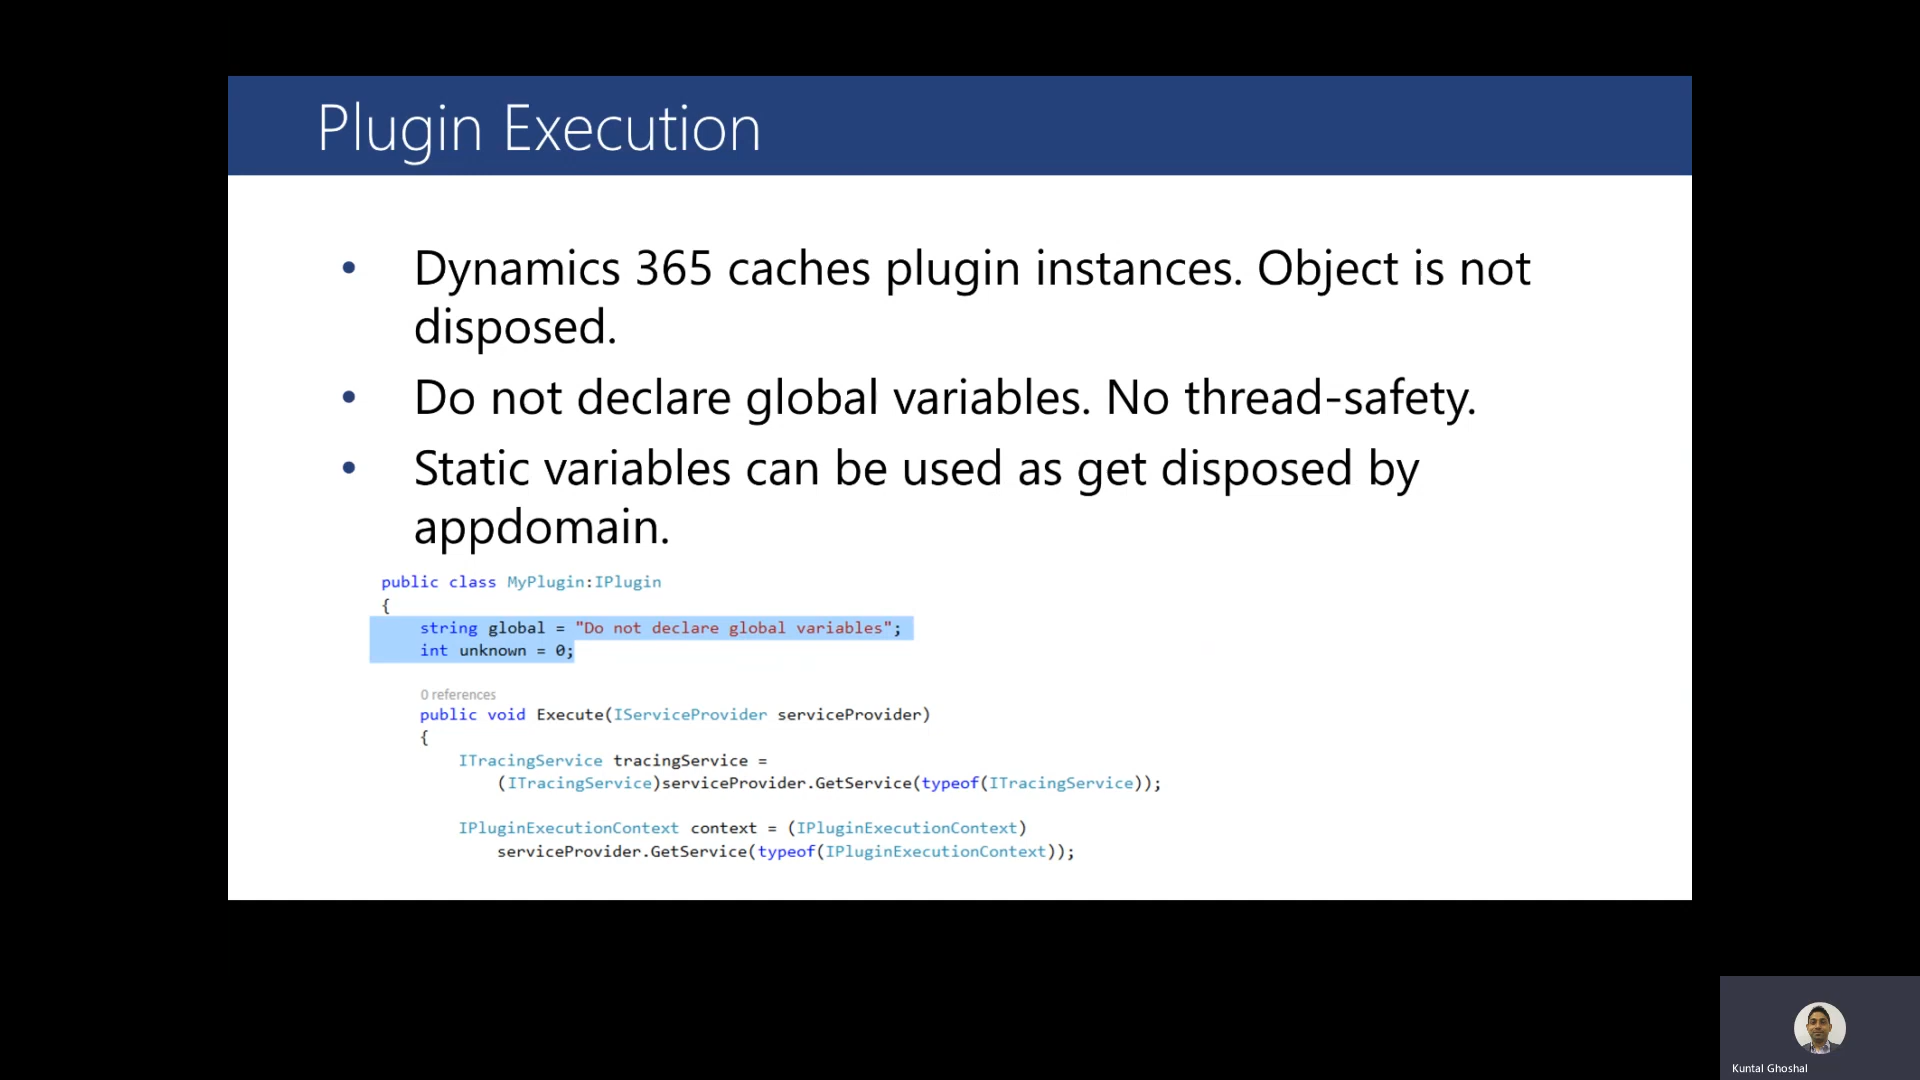 Plugin Execution
• Dynamics 365 caches plugin instances. Object is not
disposed.
• Do not declare global variables. No thread-safety.
• Static variables can be used as get disposed by
appdomain.
public class MyPlugin:IPlugin
{
string global = "Do not declare global variables";
int unknown = 0;
0 references
public void Execute(IServiceProvider serviceProvider)
{
ITracingService tracingService =
(ITracingService)serviceProvider.GetService(typeof(ITracingService));
IPluginExecutionContext context = (IPluginExecutionContext)
serviceProvider.GetService(typeof(IPluginExecutionContext));
Kuntal Ghoshal